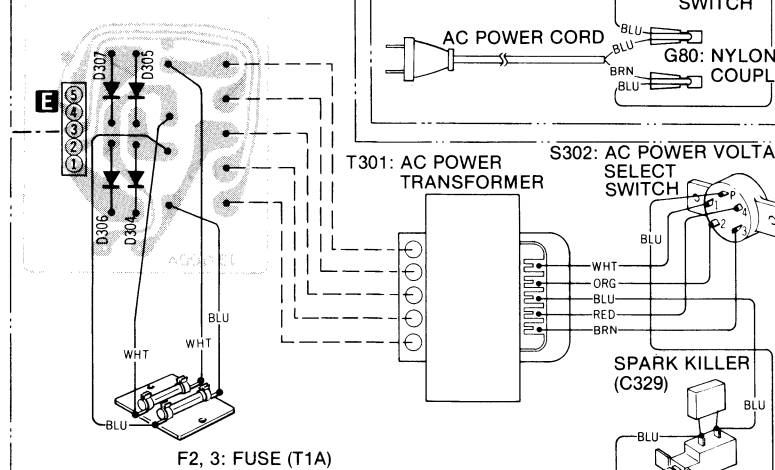 SWITCH
BLU
BLU
AC POWER CORD
G80: NYLON
COUPL
BRN
BLU
D307
D305
E
5
4
3
2
1
D306
D304
T301: AC POWER
TRANSFORMER
S302: AC POWER VOLTA
SELECT
SWITCH
P
1
4
2
3
BLU
WHT
ORG
BLU
RED
BRN
BLU
WHT
WHT
BLU
SPARK KILLER
(C329)
BLU
BLU
F2, 3: FUSE (T1A)